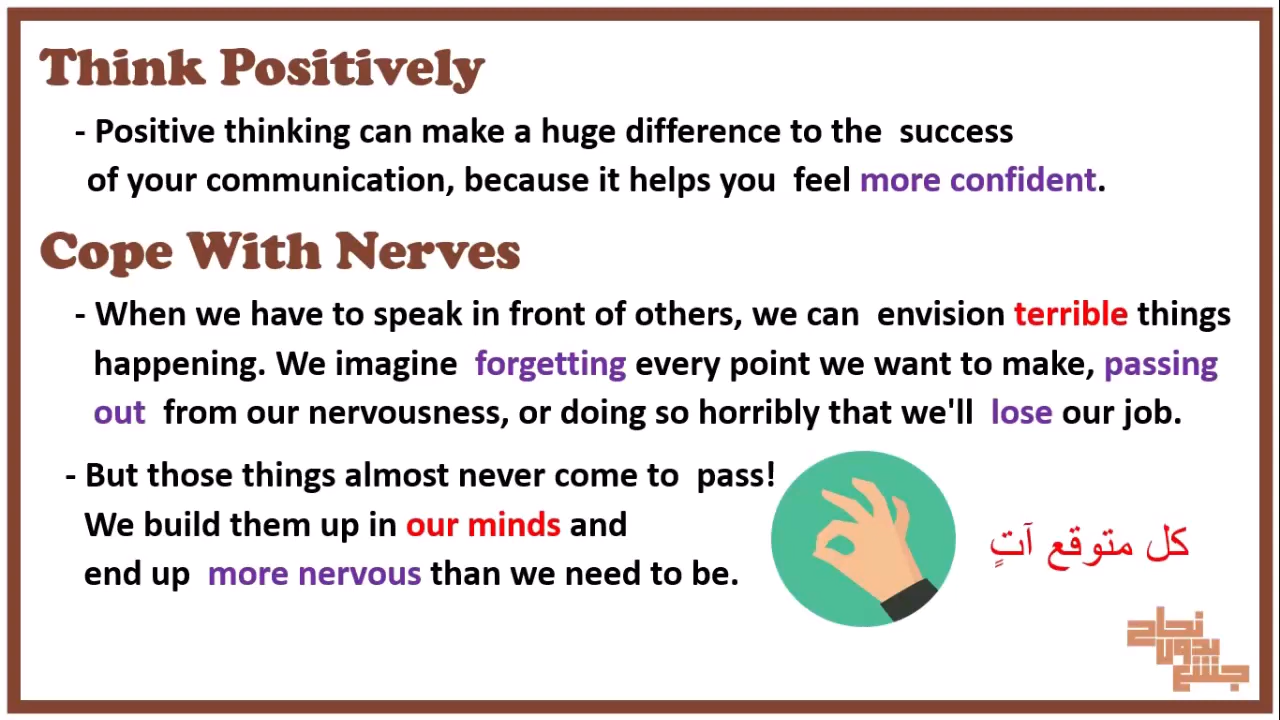 Think Positively
- Positive thinking can make a huge difference to the success
of your communication, because it helps you feel more confident.
Cope With Nerves
- When we have to speak in front of others, we can envision terrible things
happening. We imagine forgetting every point we want to make, passing
out from our nervousness, or doing so horribly that we'll lose our job.
- But those things almost never come to pass!
We build them up in our minds and
end up more nervous than we need to be.
كل متوقع آتٍ
نجاح
بدون
جشع